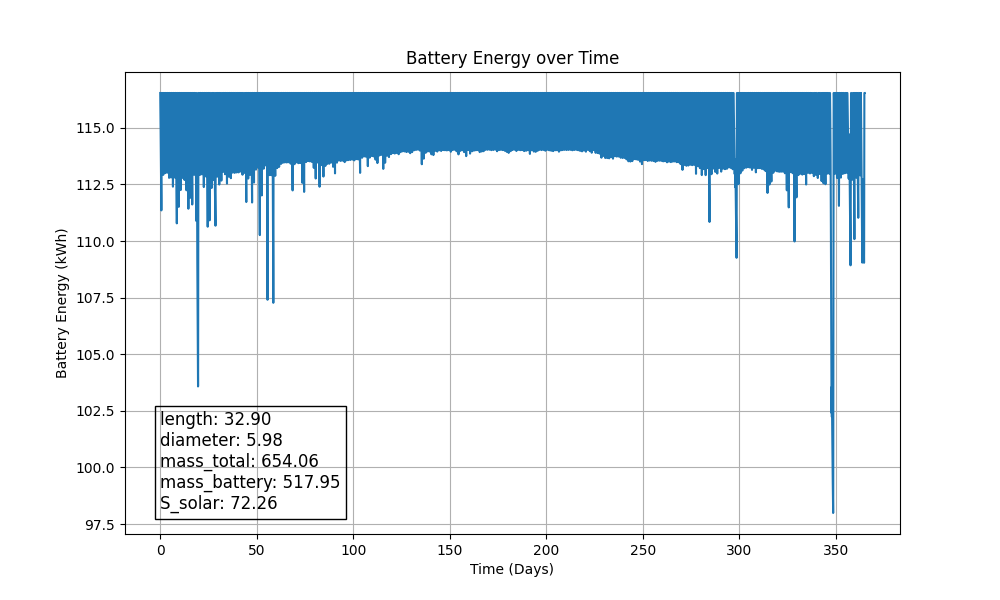 Battery Energy over Time
Battery Energy (kWh)
115.0
112.5
110.0
107.5
105.0
102.5
100.0
97.5
length: 32.90
diameter: 5.98
mass_total: 654.06
mass_battery: 517.95
S_solar: 72.26
0 50 100 150 200 250 300 350
Time (Days)